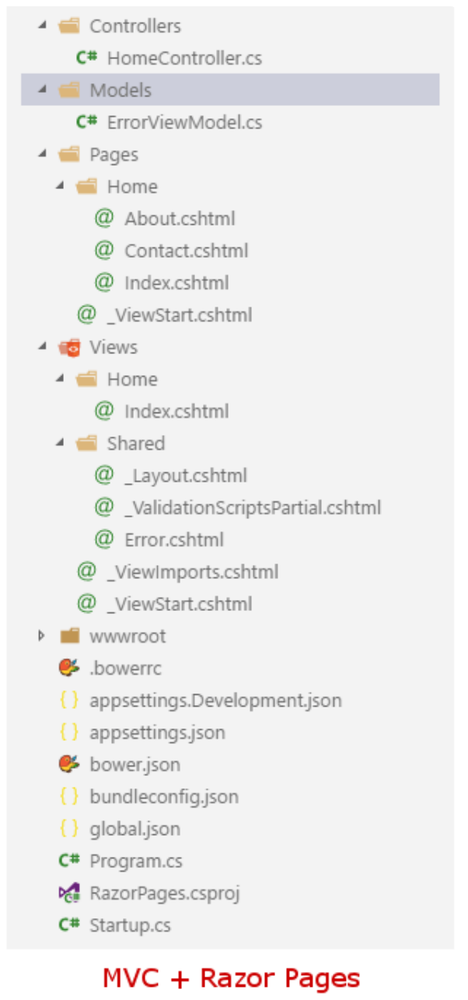 Controllers
C# HomeController.cs
Models
C# ErrorViewModel.cs
Pages
Home
@ About.cshtml
@ Contact.cshtml
@ Index.cshtml
@ _ViewStart.cshtml
Views
Home
@ Index.cshtml
Shared
@ _Layout.cshtml
@ _ValidationScriptsPartial.cshtml
@ Error.cshtml
@ _ViewImports.cshtml
@ _ViewStart.cshtml
wwwroot
.bowerrc
{ } appsettings.Development.json
{ } appsettings.json
bower.json
{ } bundleconfig.json
{ } global.json
C# Program.cs
RazorPages.csproj
C# Startup.cs
MVC + Razor Pages